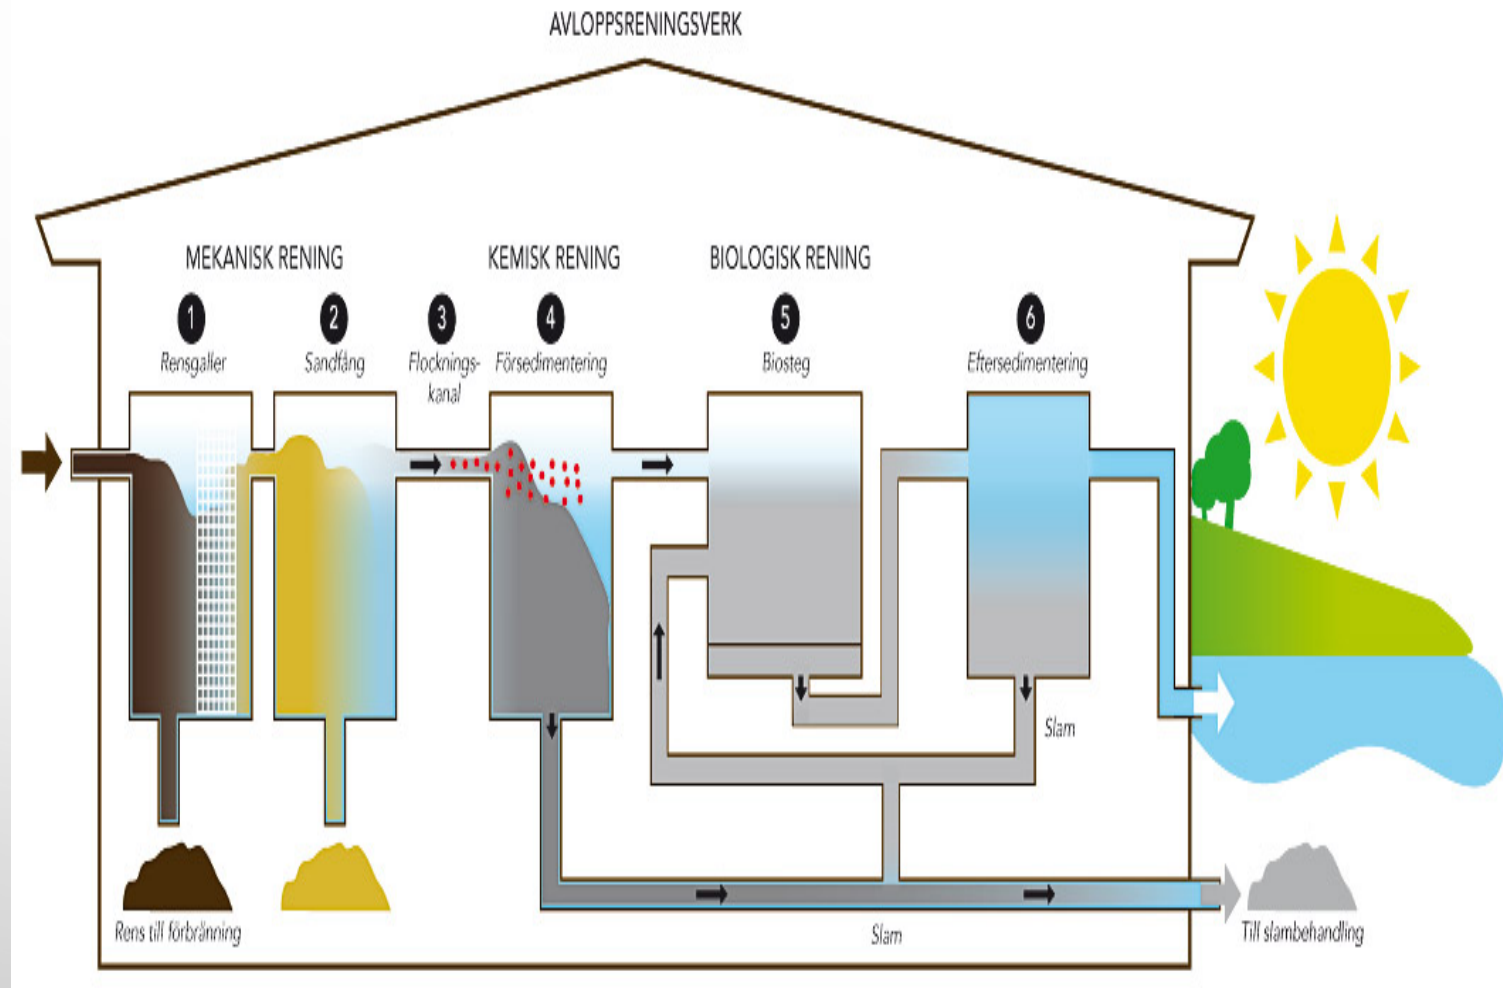 AVLOPPSRENINGSVERK
MEKANISK RENING
KEMISK RENING
BIOLOGISK RENING
1
2
3
4
5
6
Rensgaller
Sandfång
Flocknings-
kanal
Försedimentering
Biosteg
Eftersedimentering
Slam
Rens till förbränning
Slam
Till slambehandling